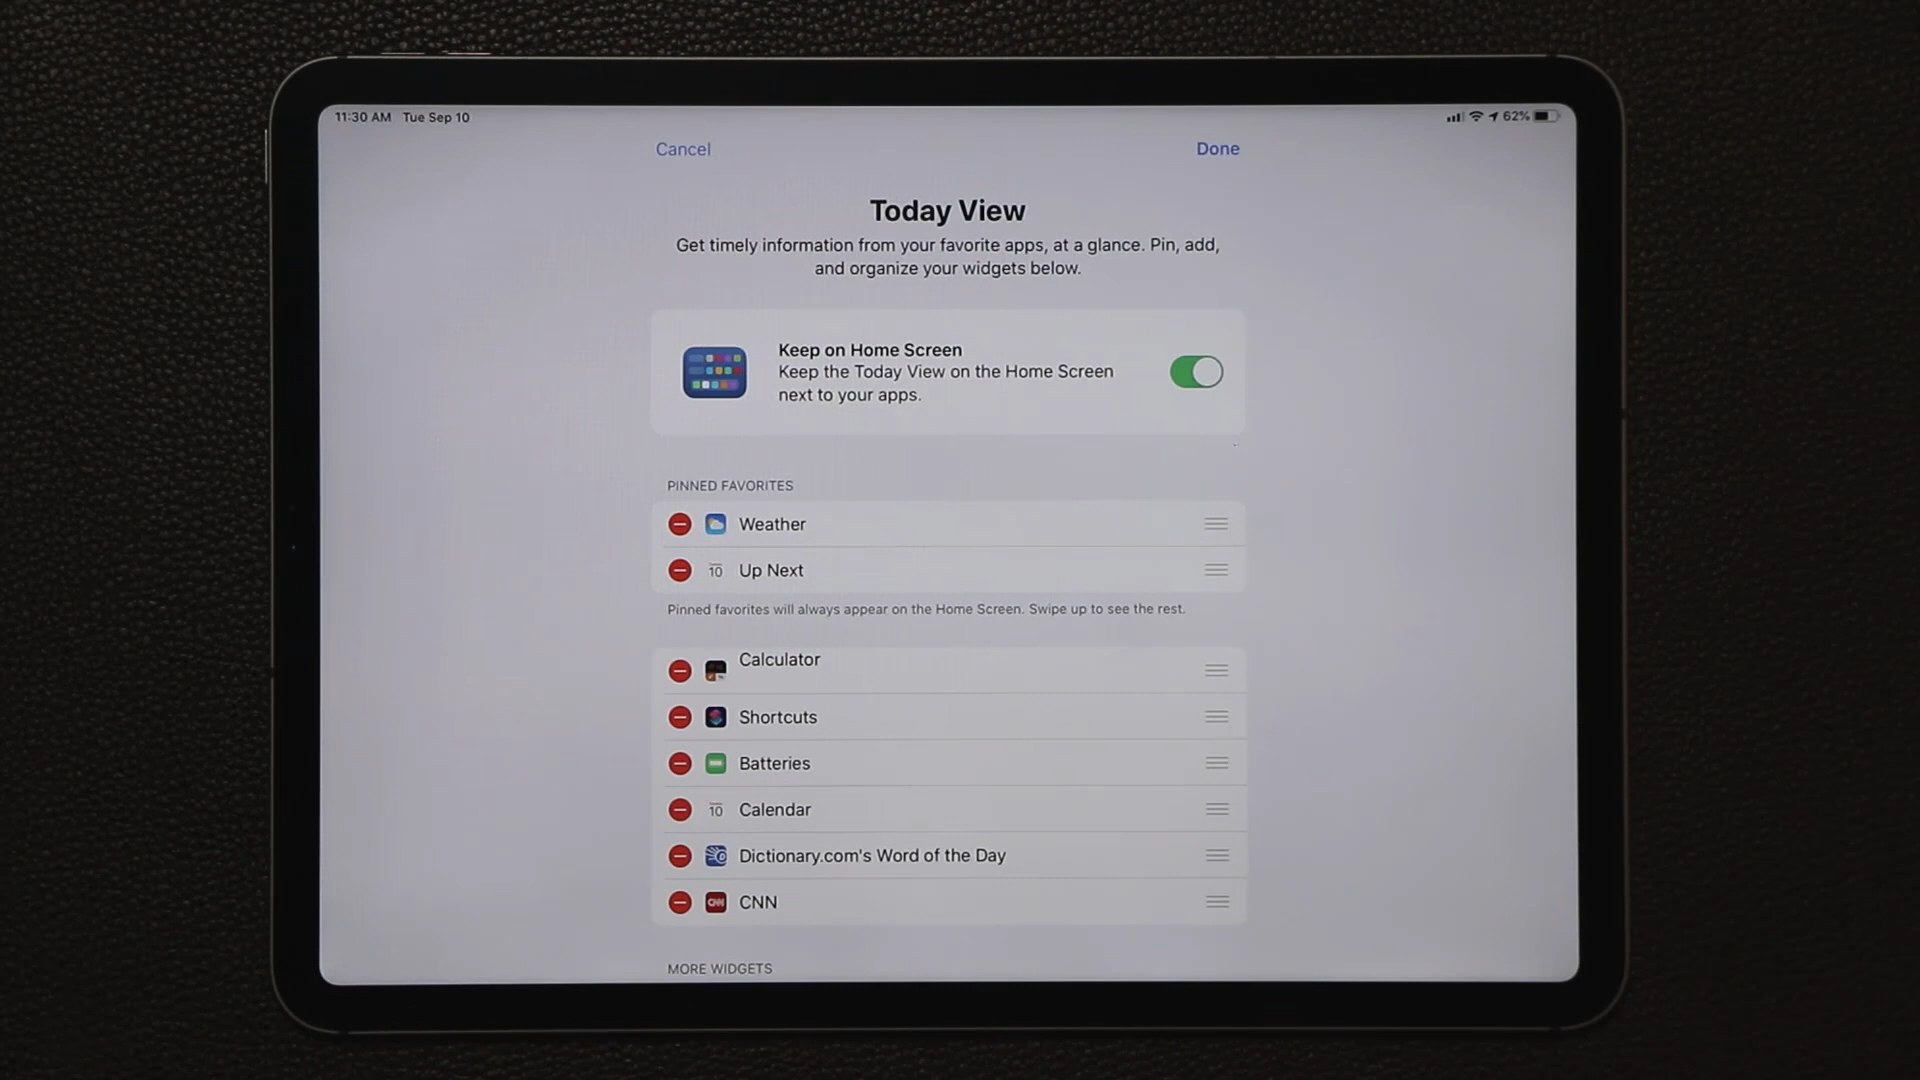 11:30 AM Tue Sep 10
62%
Cancel
Done
Today View
Get timely information from your favorite apps, at a glance. Pin, add,
and organize your widgets below.
Keep on Home Screen
Keep the Today View on the Home Screen
next to your apps.
PINNED FAVORITES
Weather
10 Up Next
Pinned favorites will always appear on the Home Screen. Swipe up to see the rest.
Calculator
Shortcuts
Batteries
10 Calendar
Dictionary.com's Word of the Day
CNN CNN
MORE WIDGETS